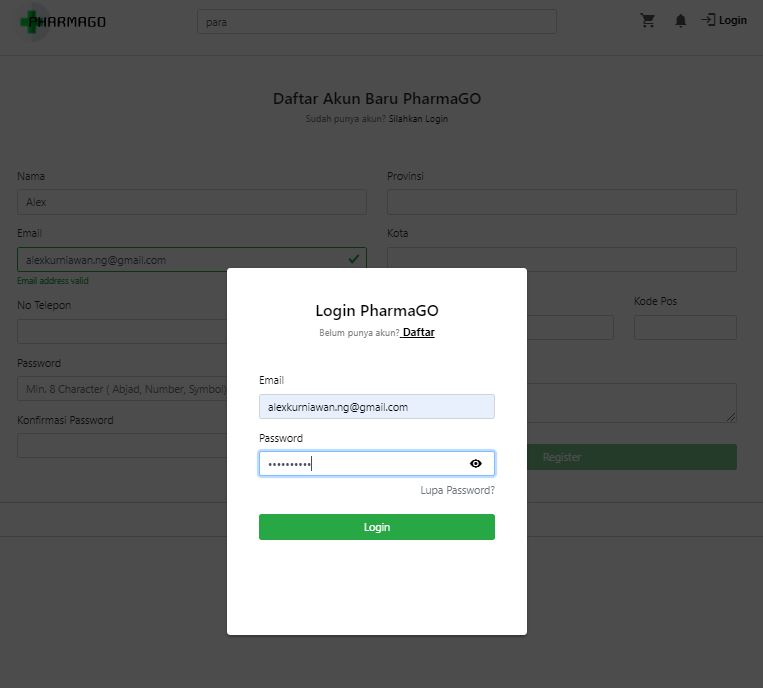 PHARMAGO
para
Login
Daftar Akun Baru PharmaGO
Sudah punya akun? Silahkan Login
Nama
Alex
Email
alexkurniawan.ng@gmail.com
Email address valid
No Telepon
Password
Min. 8 Character ( Abjad, Number, Symbol)
Konfirmasi Password
Provinsi
Kota
Kode Pos
Register
Login PharmaGO
Belum punya akun? Daftar
Email
alexkurniawan.ng@gmail.com
Password
••••••••••
Lupa Password?
Login